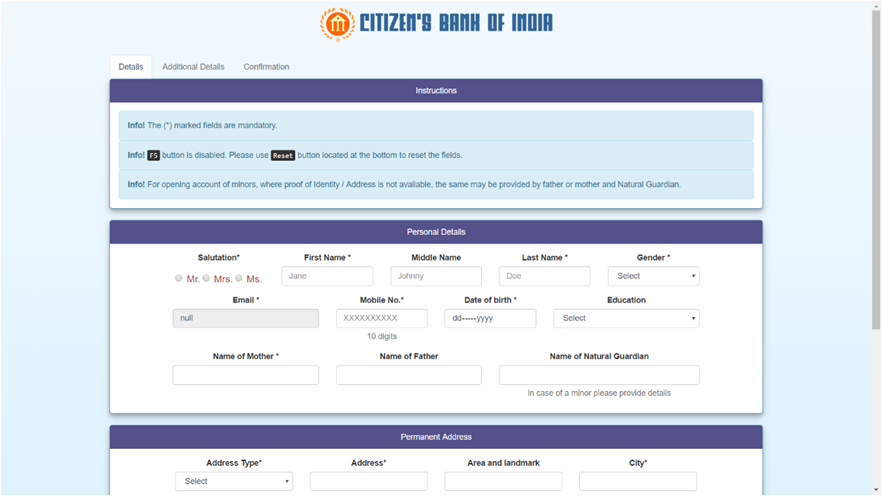 CITIZEN'S BANK OF INDIA
Details Additional Details Confirmation
Instructions
Info! The (*) marked fields are mandatory.
Info! F5 button is disabled. Please use Reset button located at the bottom to reset the fields.
Info! For opening account of minors, where proof of Identity / Address is not available, the same may be provided by father or mother and Natural Guardian.
Personal Details
Salutation* First Name * Middle Name Last Name * Gender *
Mr. Mrs. Ms. Jane Johnny Doe Select
Email * Mobile No.* Date of birth * Education
null XXXXXXXXXX dd-----yyyy Select
10 digits
Name of Mother * Name of Father Name of Natural Guardian
In case of a minor please provide details
Permanent Address
Address Type* Address* Area and landmark City*
Select